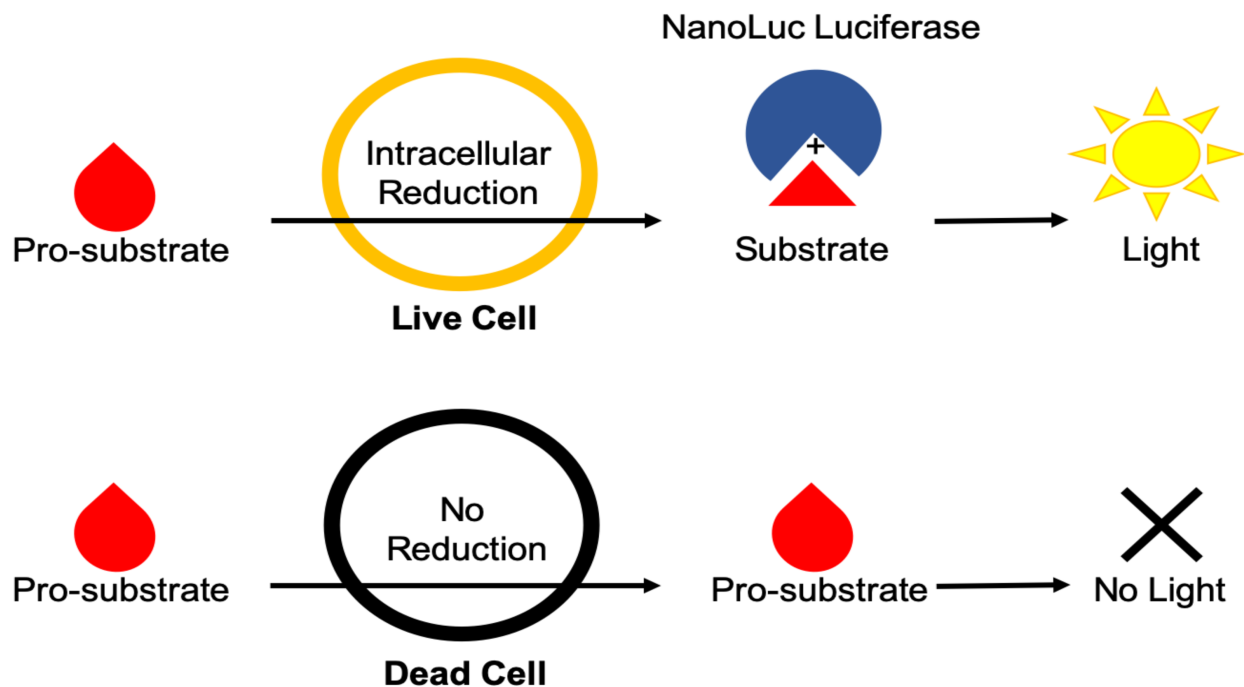 NanoLuc Luciferase
Intracellular
Reduction
+
Pro-substrate
Substrate
Light
Live Cell
No
Reduction
Pro-substrate
Pro-substrate
No Light
Dead Cell